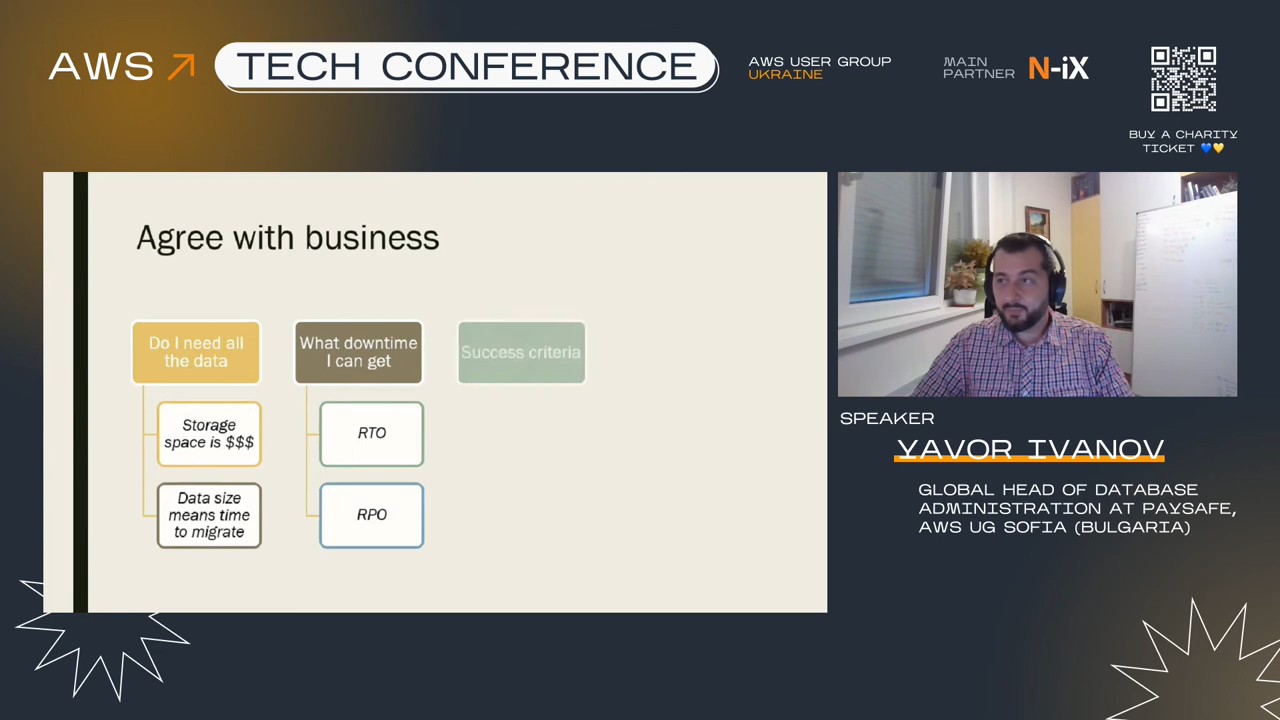 AWS
TECH CONFERENCE
AWS USER GROUP
UKRAINE
MAIN
PARTNER
N-iX
BUY A CHARITY
TICKET 💙💛
Agree with business
Do I need all
the data
Storage
space is $$$
Data size
means time
to migrate
What downtime
I can get
RTO
RPO
Success criteria
SPEAKER
YAVOR IVANOV
GLOBAL HEAD OF DATABASE
ADMINISTRATION AT PAYSAFE,
AWS UG SOFIA (BULGARIA)